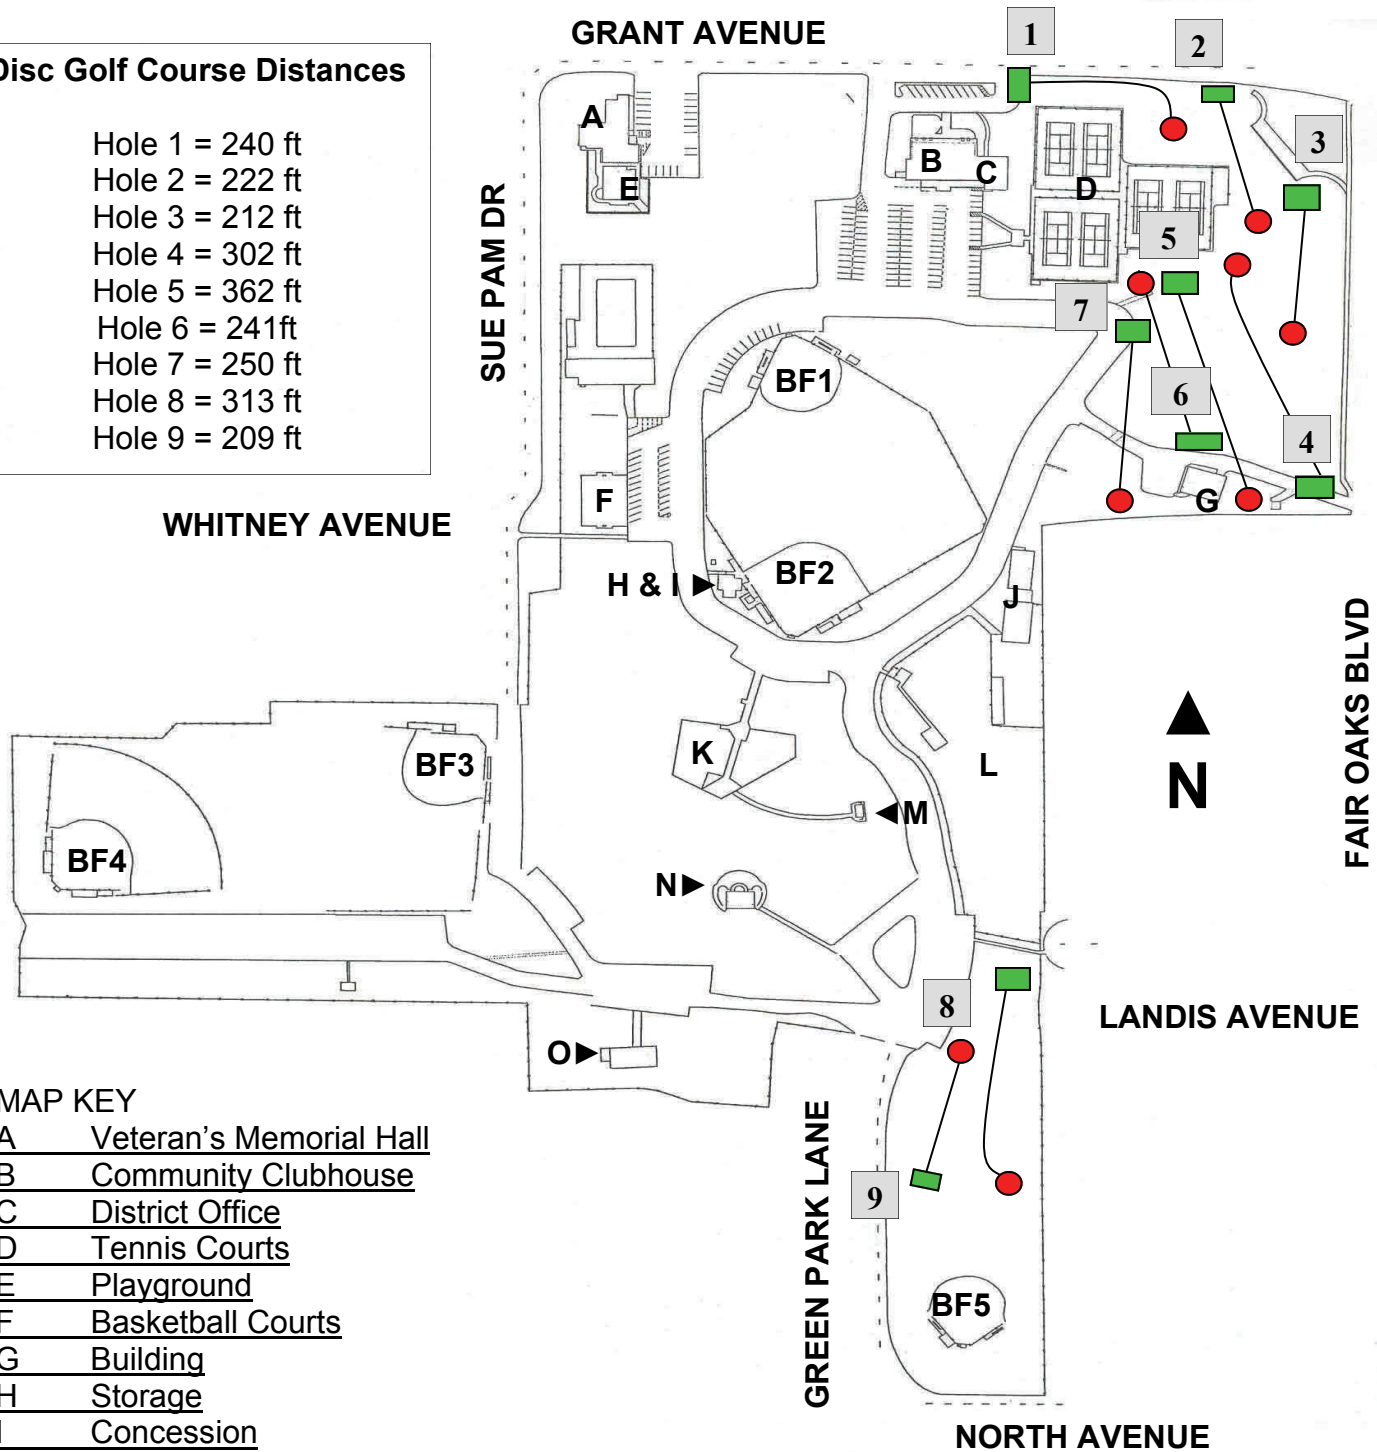 GRANT AVENUE
1
2
Disc Golf Course Distances
Hole 1 = 240 ft
Hole 2 = 222 ft
Hole 3 = 212 ft
Hole 4 = 302 ft
Hole 5 = 362 ft
Hole 6 = 241ft
Hole 7 = 250 ft
Hole 8 = 313 ft
Hole 9 = 209 ft
A
B
C
D
E
3
5
7
6
4
SUE PAM DR
BF1
F
G
WHITNEY AVENUE
H & I
BF2
J
FAIR OAKS BLVD
K
BF3
L
N
M
BF4
N
8
LANDIS AVENUE
O
GREEN PARK LANE
9
BF5
NORTH AVENUE
MAP KEY
A Veteran's Memorial Hall
B Community Clubhouse
C District Office
D Tennis Courts
E Playground
F Basketball Courts
G Building
H Storage
I Concession